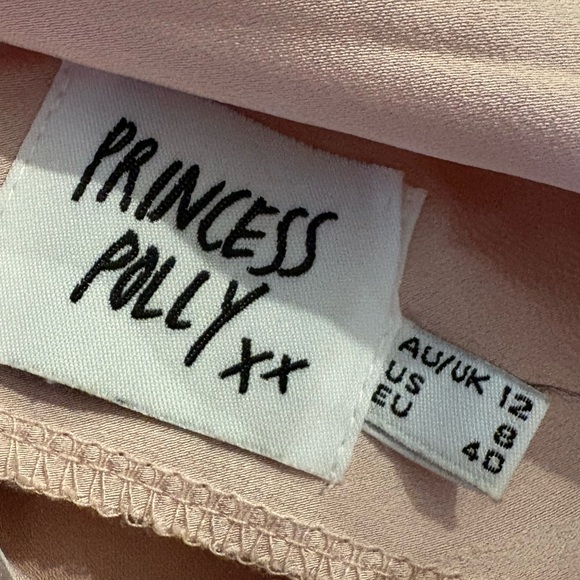 PRINCESS
POLLY
XX
AU/UK 12
US 8
EU 40